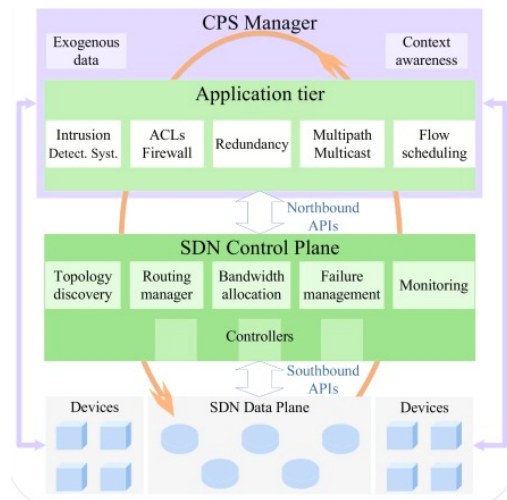 CPS Manager
Exogenous
data
Context
awareness
Application tier
Intrusion
Detect. Syst.
ACLs
Firewall
Redundancy
Multipath
Multicast
Flow
scheduling
Northbound
APIs
SDN Control Plane
Topology
discovery
Routing
manager
Bandwidth
allocation
Failure
management
Monitoring
Controllers
Southbound
APIs
Devices
SDN Data Plane
Devices